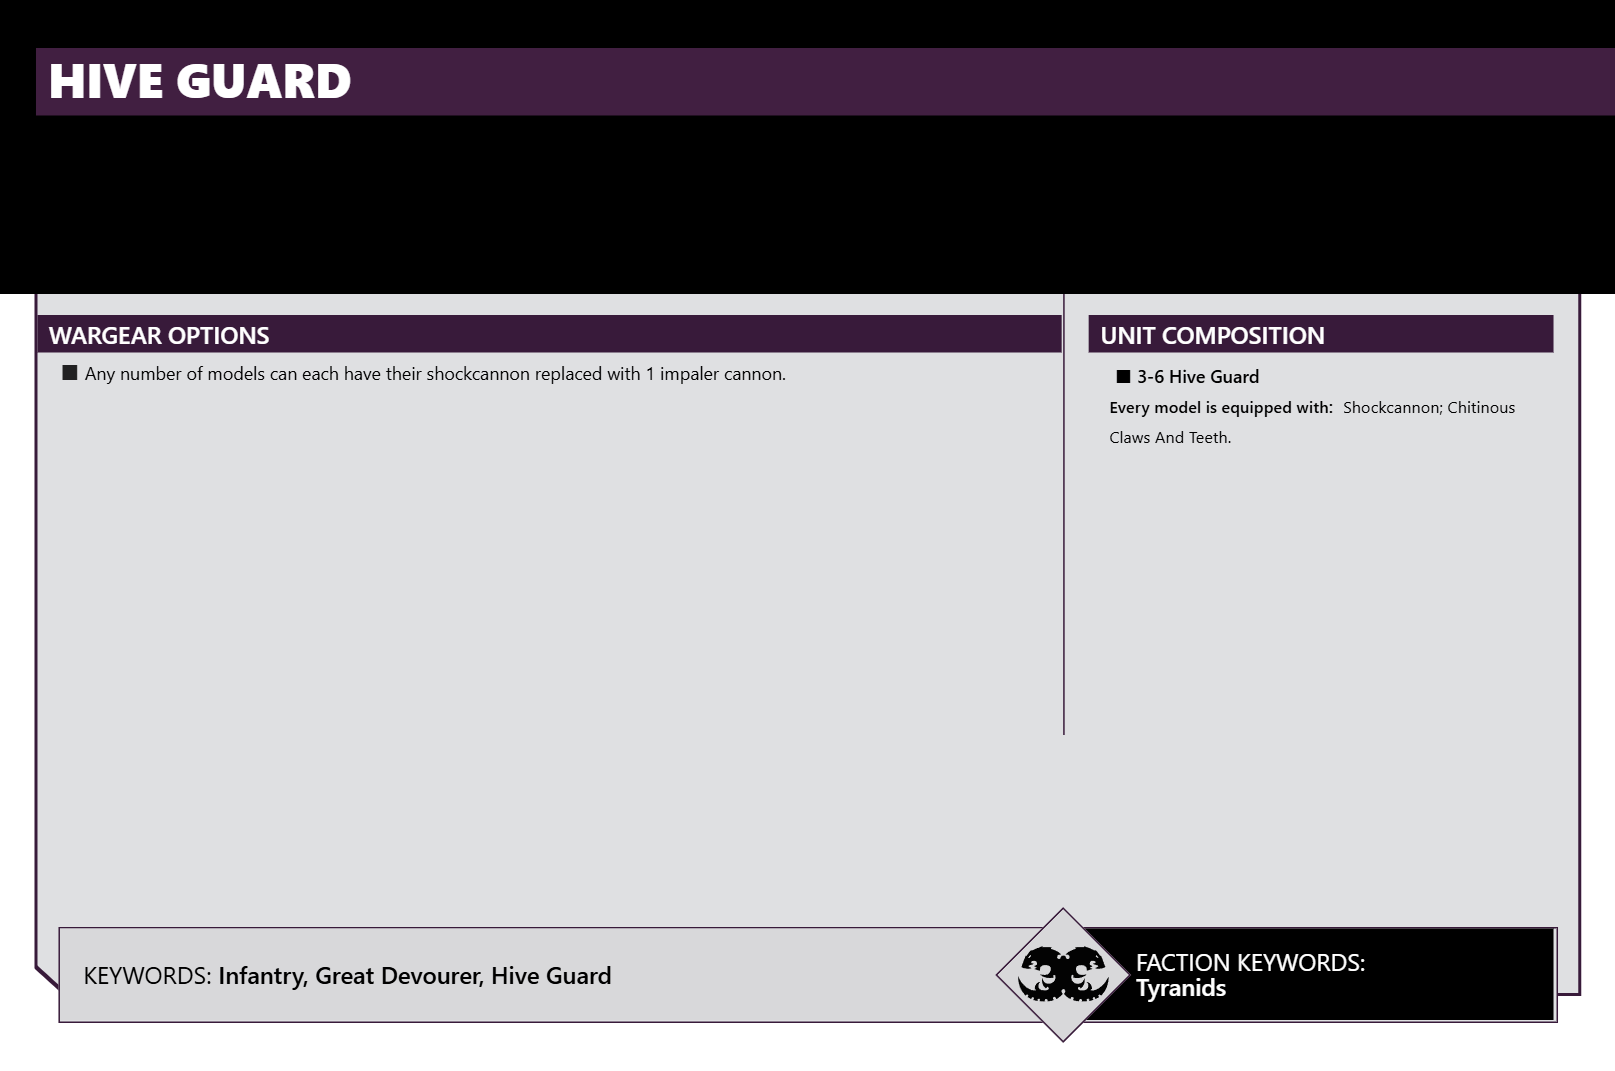 HIVE GUARD
WARGEAR OPTIONS
■ Any number of models can each have their shockcannon replaced with 1 impaler cannon.
UNIT COMPOSITION
■ 3-6 Hive Guard
Every model is equipped with: Shockcannon; Chitinous
Claws And Teeth.
KEYWORDS: Infantry, Great Devourer, Hive Guard
FACTION KEYWORDS:
Tyranids